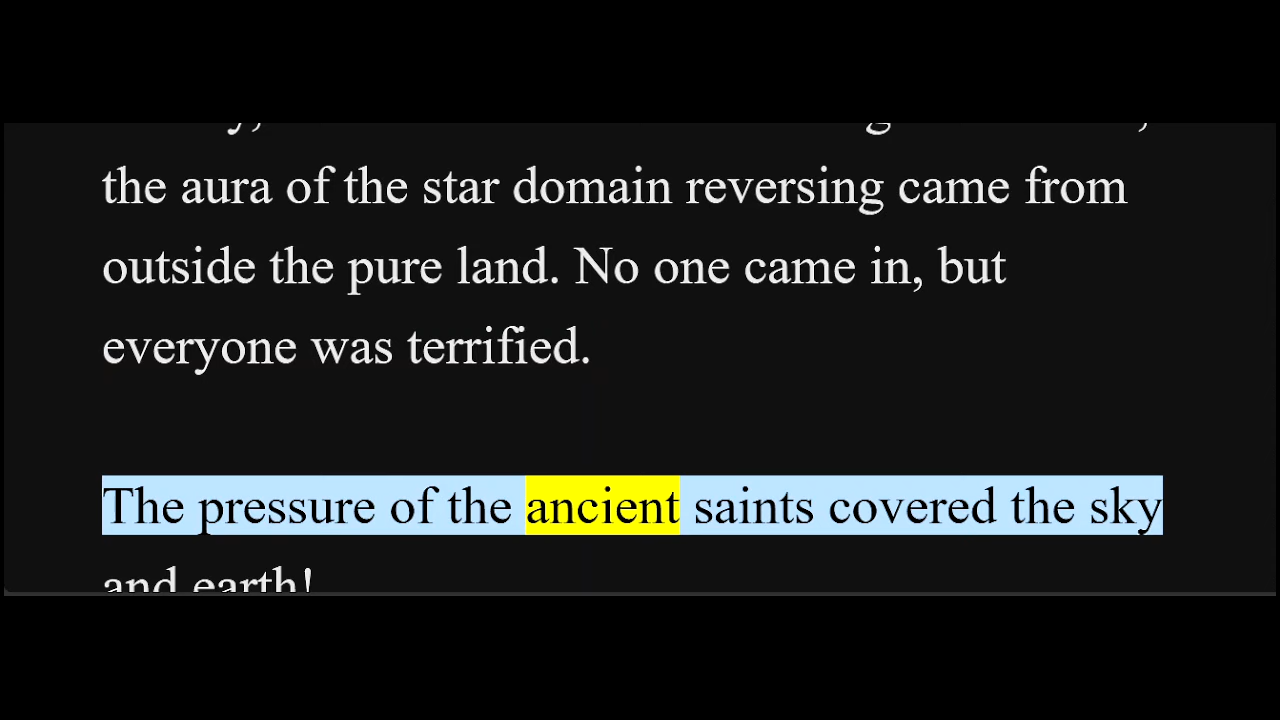 the aura of the star domain reversing came from
outside the pure land. No one came in, but
everyone was terrified.
The pressure of the ancient saints covered the sky
and earth!